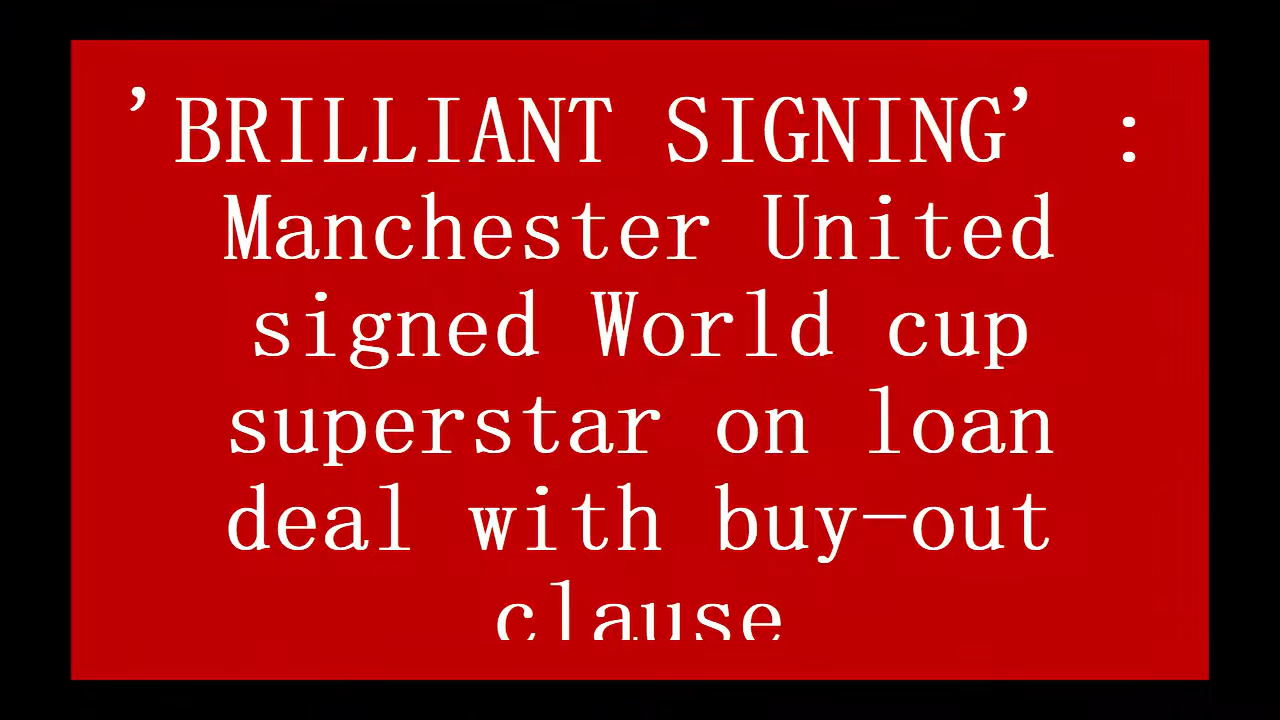 'BRILLIANT SIGNING' :
Manchester United
signed World cup
superstar on loan
deal with buy-out
clause